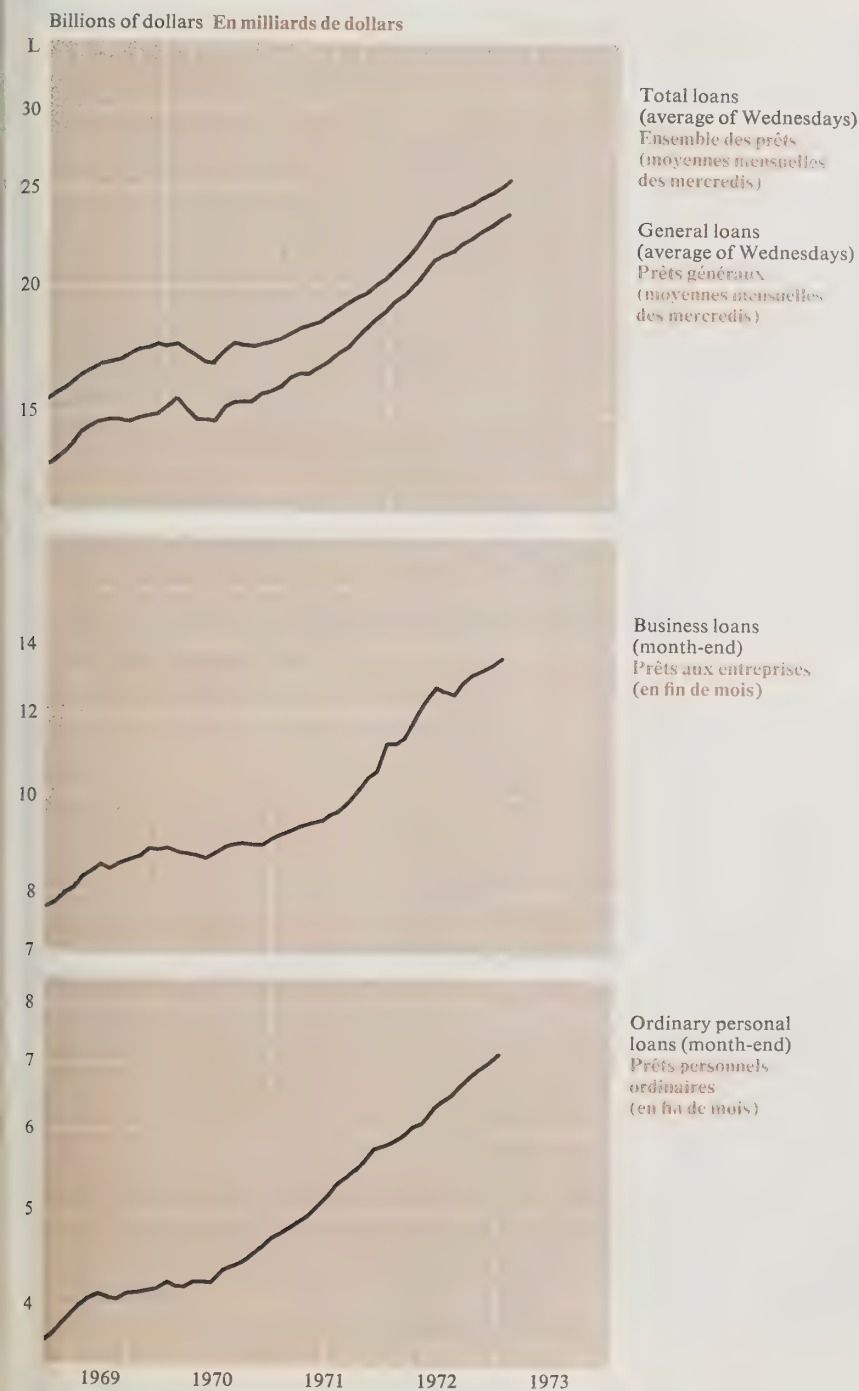 Billions of dollars En milliards de dollars
L
30
25
20
15
Total loans
(average of Wednesdays)
Ensemble des prêts
(moyennes mensuelles
des mercredis)
General loans
(average of Wednesdays)
Prêts généraux
(moyennes mensuelles
des mercredis)
14
12
10
8
7
Business loans
(month-end)
Prêts aux entreprises
(en fin de mois)
8
7
6
5
4
Ordinary personal
loans (month-end)
Prêts personnels
ordinaires
(en fin de mois)
1969 1970 1971 1972 1973